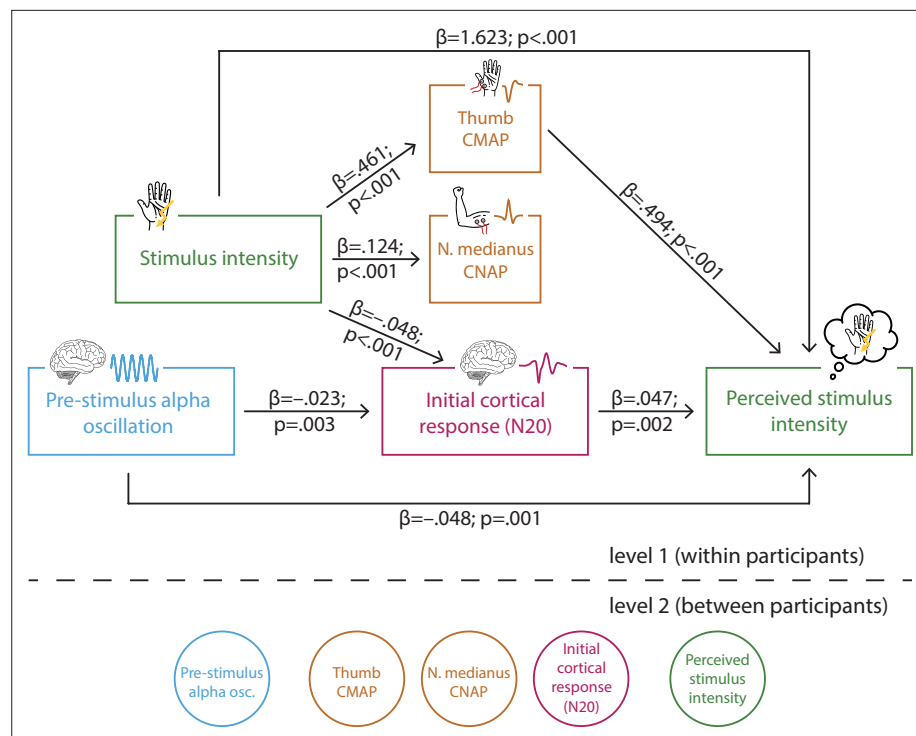 β=1.623; p<.001
Thumb
CMAP
β=.461;
p<.001
β=.494; p<.001
Stimulus intensity
β=.124;
p<.001
N. medianus
CNAP
β=–.048;
p<.001
Pre-stimulus alpha
oscillation
β=–.023;
p=.003
Initial cortical
response (N20)
β=.047;
p=.002
Perceived stimulus
intensity
β=–.048; p=.001
level 1 (within participants)
level 2 (between participants)
Pre-stimulus
alpha osc.
Thumb
CMAP
N. medianus
CNAP
Initial
cortical
response
(N20)
Perceived
stimulus
intensity